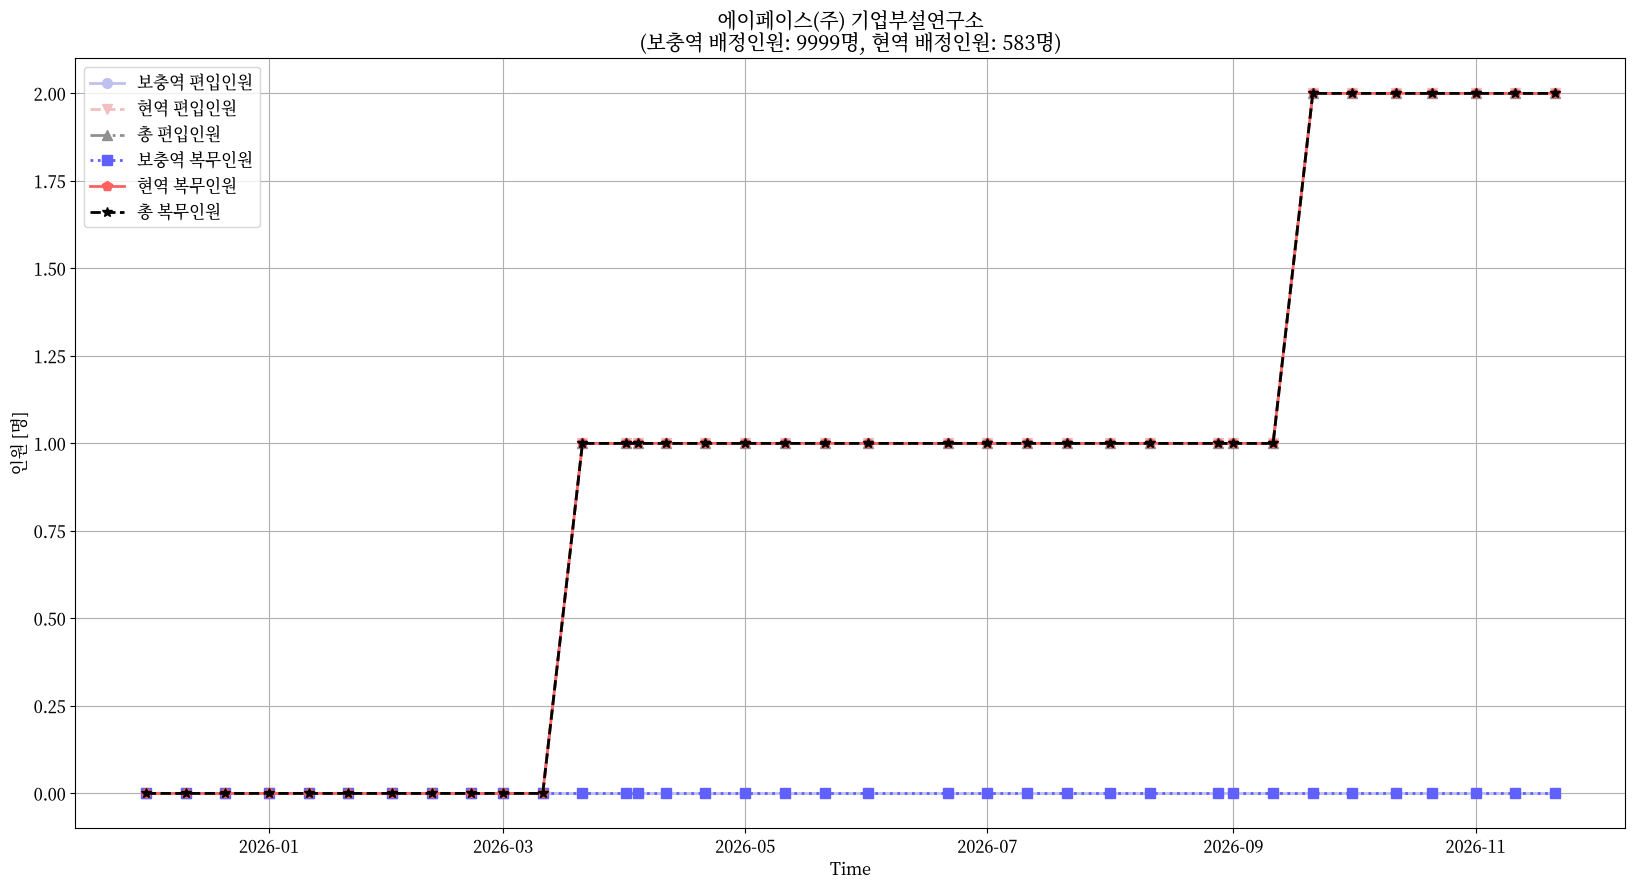 에이페이스(주) 기업부설연구소
(보충역 배정인원: 9999명, 현역 배정인원: 583명)
보충역 편입인원
현역 편입인원
총 편입인원
보충역 복무인원
현역 복무인원
총 복무인원
2.00
1.75
1.50
1.25
1.00
0.75
0.50
0.25
0.00
인원 [명]
2026-01
2026-03
2026-05
2026-07
2026-09
2026-11
Time